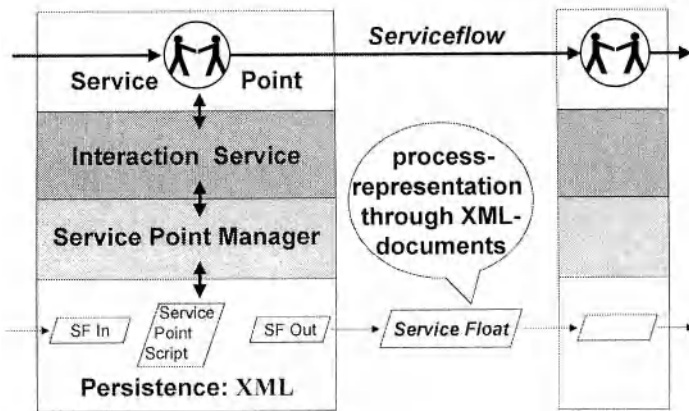 Serviceflow
Service Point
Interaction Service
Service Point Manager
process-
representation
through XML-
documents
SF In
Service
Point
Script
SF Out
Service Float
Persistence: XML